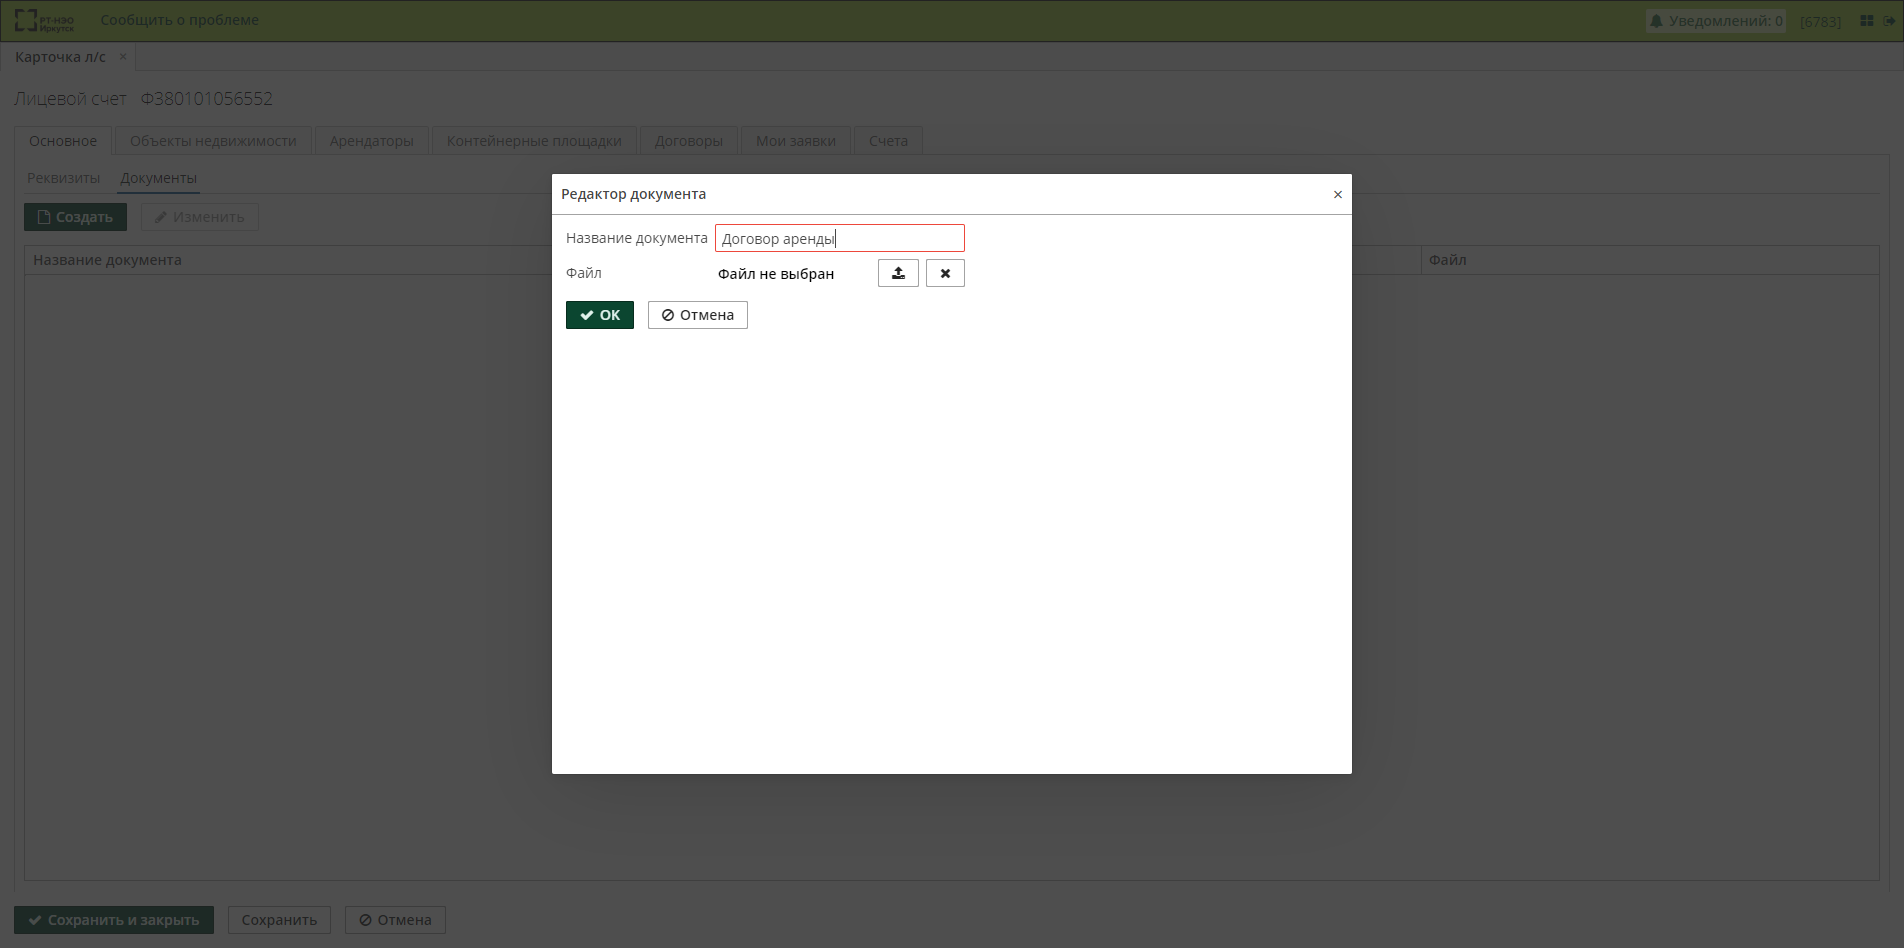 РТ-НЭО Иркутск
Сообщить о проблеме
Уведомлений: 0
[6783]
Карточка л/с ×
Лицевой счет Ф380101056552
Основное Объекты недвижимости Арендаторы Контейнерные площадки Договоры Мои заявки Счета
Реквизиты Документы
Создать Изменить
Название документа Файл
Редактор документа ×
Название документа Договор аренды
Файл Файл не выбран
ОК Отмена
Сохранить и закрыть Сохранить Отмена